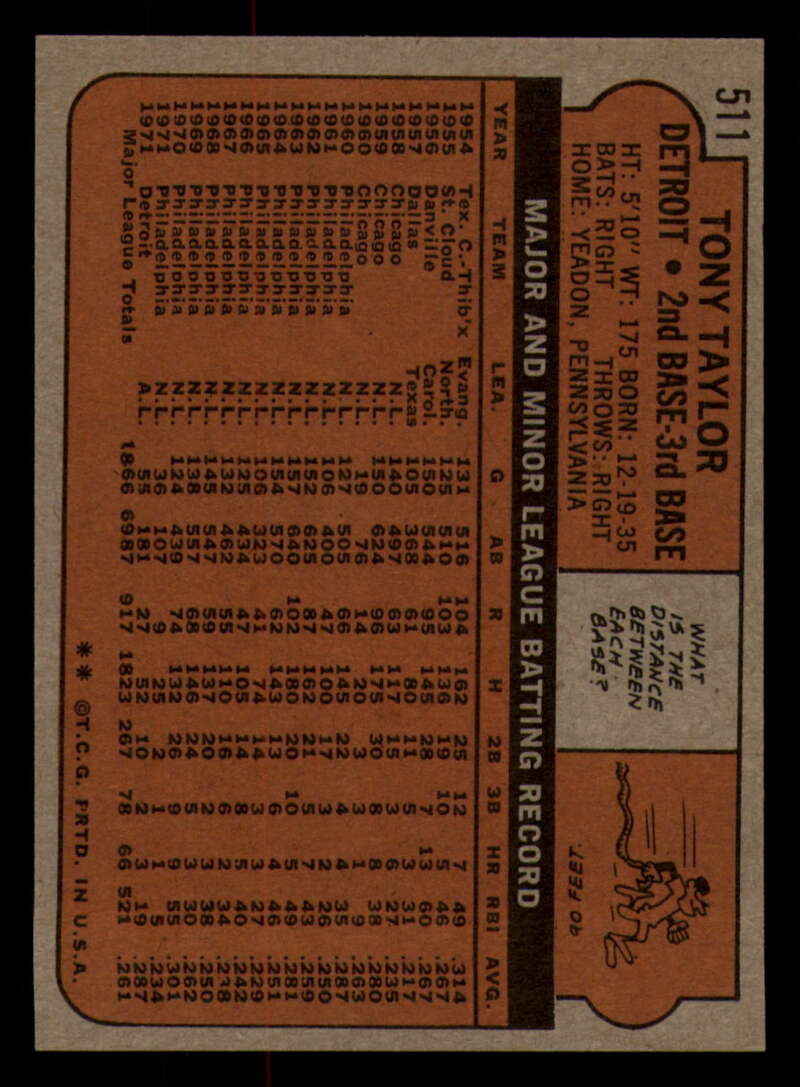 511
TONY TAYLOR
DETROIT • 2nd BASE-3rd BASE
HT: 5'10" WT: 175 BORN: 12-19-35
BATS: RIGHT THROWS: RIGHT
HOME: YEADON, PENNSYLVANIA
WHAT
IS THE
DISTANCE
BETWEEN
EACH
BASE?
90 FEET.
MAJOR AND MINOR LEAGUE BATTING RECORD
YEAR TEAM LEA. G AB R H 2B 3B HR RBI AVG.
1954 Tex. C.-Thib'x Evang. 131 516 104 162 25 12 7 49 .314
1955 St. Cloud North. 125 510 103 136 19 10 5 46 .267
1956 Danville Carol. 150 544 95 145 28 7 13 60 .267
1957 Dallas Texas 105 368 61 80 11 5 3 31 .217
1958 Chicago N.L. 140 497 63 117 15 3 6 27 .235
1959 Chicago N.L. 150 624 96 175 30 8 8 38 .280
1960 Chicago N.L. 19 76 14 20 3 3 1 9 .263
1960 Philadelphia N.L. 127 505 66 145 22 4 4 35 .287
1961 Philadelphia N.L. 106 400 47 100 17 3 2 26 .250
1962 Philadelphia N.L. 152 625 87 162 21 5 7 43 .259
1963 Philadelphia N.L. 157 640 102 180 20 10 5 49 .281
1964 Philadelphia N.L. 154 570 62 143 13 6 4 46 .251
1965 Philadelphia N.L. 106 323 41 74 14 3 3 27 .229
1966 Philadelphia N.L. 125 434 47 105 14 8 5 40 .242
1967 Philadelphia N.L. 132 462 55 110 16 6 2 34 .238
1968 Philadelphia N.L. 145 547 59 137 20 2 3 38 .250
1969 Philadelphia N.L. 138 557 68 146 24 5 3 30 .262
1970 Philadelphia N.L. 124 439 74 132 26 9 9 55 .301
1971 Philadelphia N.L. 36 107 9 25 2 1 1 5 .234
1971 Detroit A.L. 55 181 27 52 10 2 3 19 .287
Major League Totals 1866 6987 917 1823 267 78 66 521 .261
** ©T.C.G. PRTD. IN U.S.A.